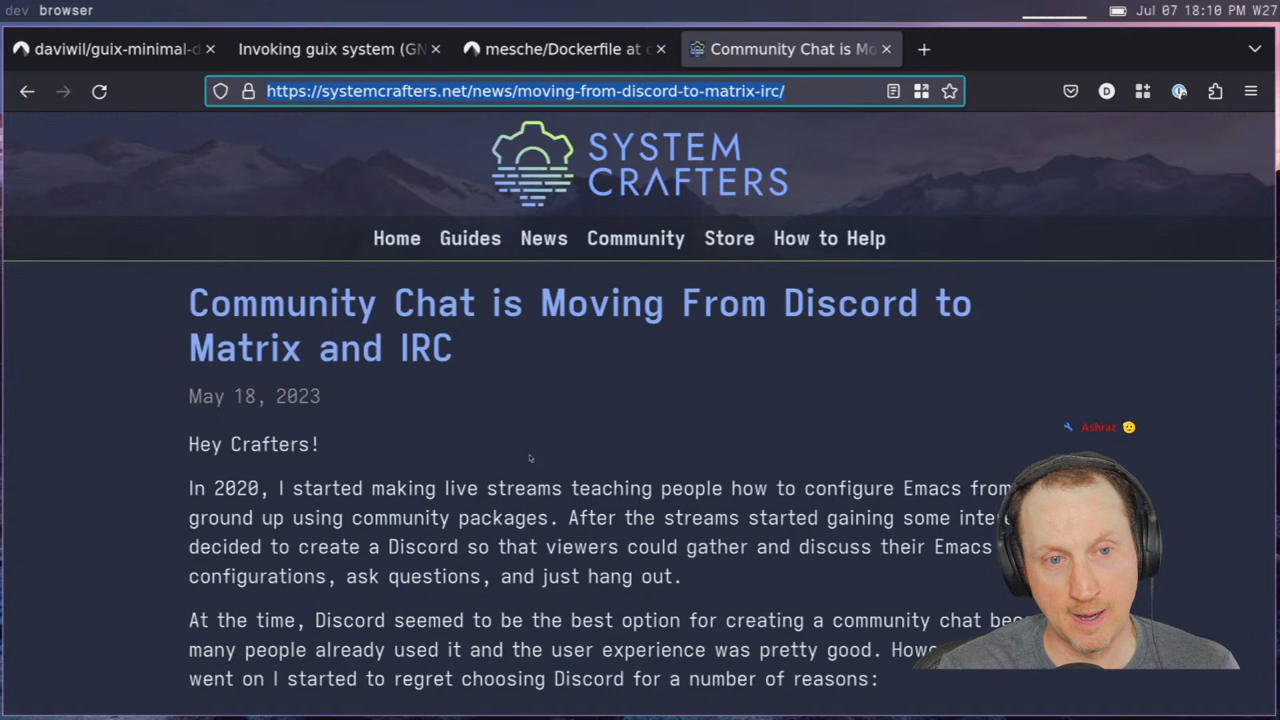 dev browser
Jul 07 18:10 PM W27
daviwil/guix-minimal-d
Invoking guix system (GN
mesche/Dockerfile at c
Community Chat is Mo
https://systemcrafters.net/news/moving-from-discord-to-matrix-irc/
D
SYSTEM
CRAFTERS
Home Guides News Community Store How to Help
Community Chat is Moving From Discord to
Matrix and IRC
May 18, 2023
Hey Crafters!
Ashraz
In 2020, I started making live streams teaching people how to configure Emacs from
ground up using community packages. After the streams started gaining some inte
decided to create a Discord so that viewers could gather and discuss their Emacs
configurations, ask questions, and just hang out.
At the time, Discord seemed to be the best option for creating a community chat bec
many people already used it and the user experience was pretty good. Howe
went on I started to regret choosing Discord for a number of reasons: